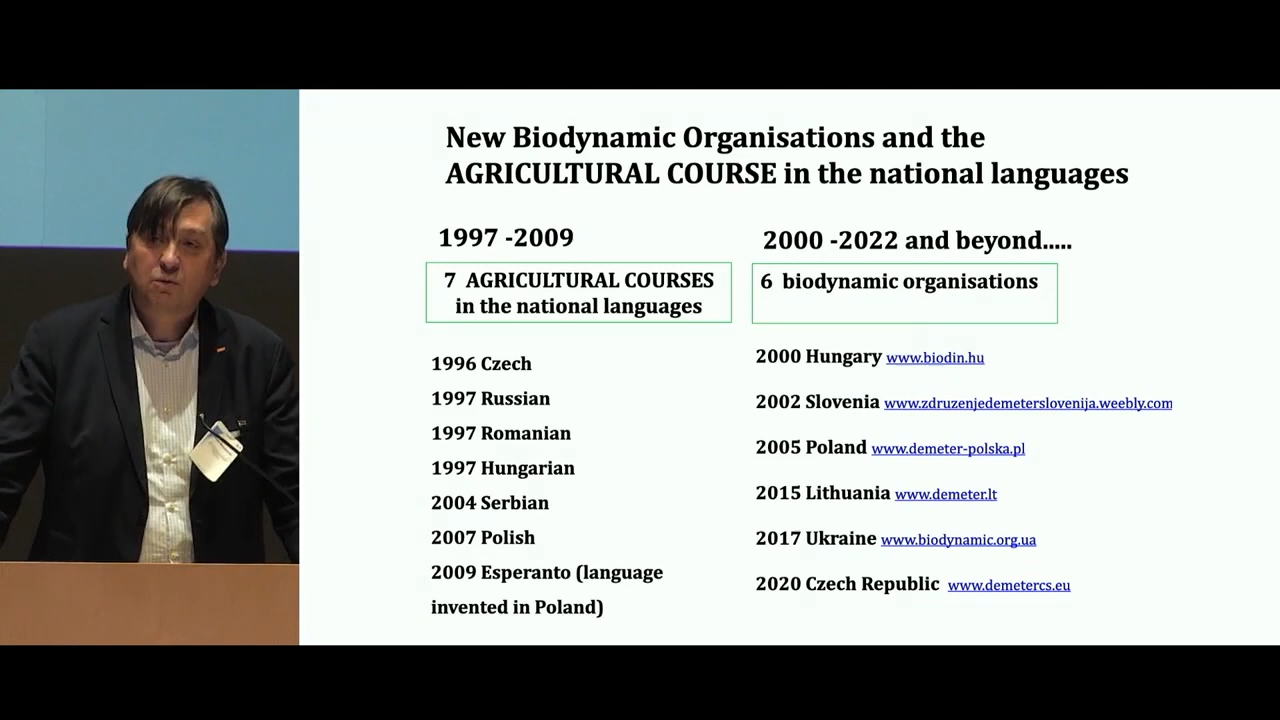 New Biodynamic Organisations and the
AGRICULTURAL COURSE in the national languages
1997 -2009
7 AGRICULTURAL COURSES
in the national languages
1996 Czech
1997 Russian
1997 Romanian
1997 Hungarian
2004 Serbian
2007 Polish
2009 Esperanto (language
invented in Poland)
2000 -2022 and beyond.....
6 biodynamic organisations
2000 Hungary www.biodin.hu
2002 Slovenia www.zdruzenjedemeterslovenija.weebly.com
2005 Poland www.demeter-polska.pl
2015 Lithuania www.demeter.lt
2017 Ukraine www.biodynamic.org.ua
2020 Czech Republic www.demetercs.eu